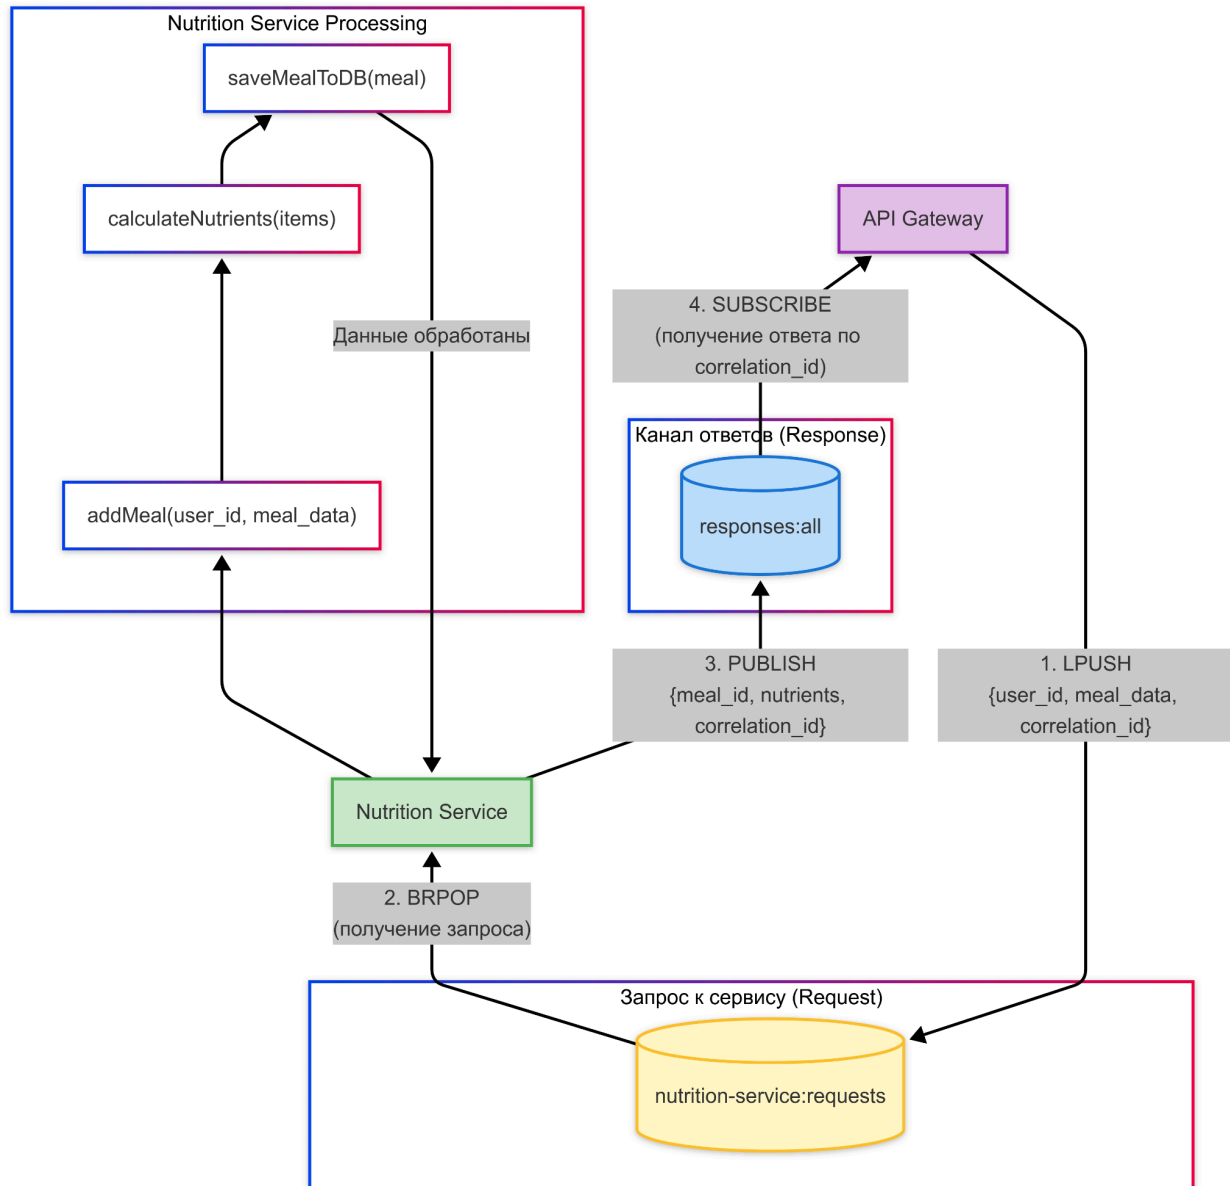 Nutrition Service Processing
saveMealToDB(meal)
calculateNutrients(items)
API Gateway
4. SUBSCRIBE
(получение ответа по
correlation_id)
Данные обработаны
Канал ответов (Response)
addMeal(user_id, meal_data)
responses:all
3. PUBLISH
{meal_id, nutrients,
correlation_id}
1. LPUSH
{user_id, meal_data,
correlation_id}
Nutrition Service
2. BRPOP
(получение запроса)
Запрос к сервису (Request)
nutrition-service:requests